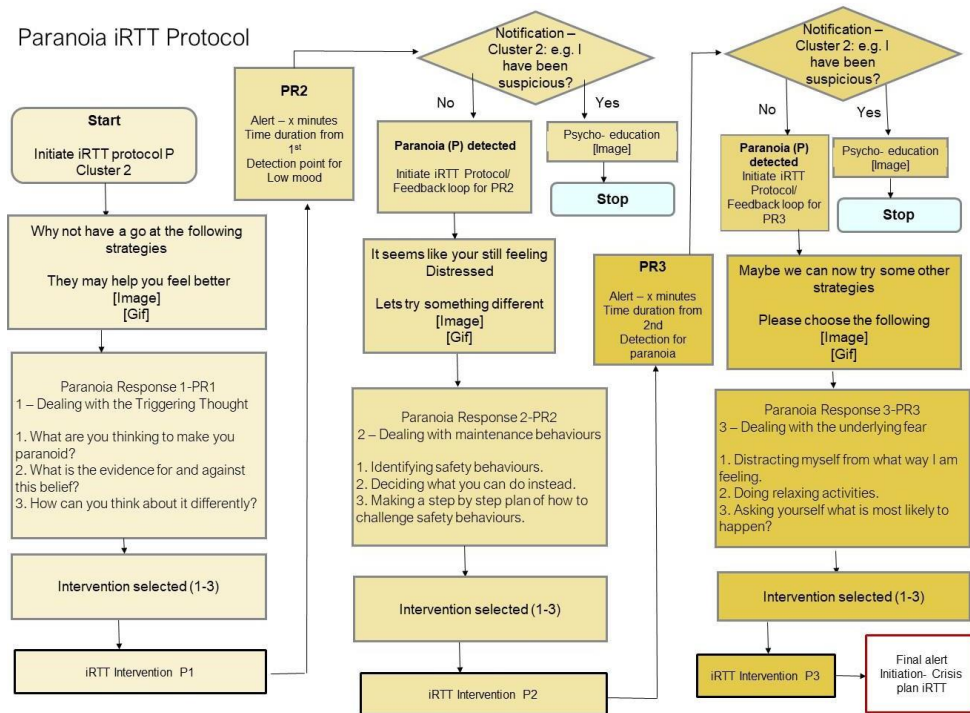 Paranoia iRTT Protocol
Start
Initiate iRTT protocol P
Cluster 2
Why not have a go at the following
strategies
They may help you feel better
[Image]
[Gif]
Paranoia Response 1-PR1
1 – Dealing with the Triggering Thought
1. What are you thinking to make you
paranoid?
2. What is the evidence for and against
this belief?
3. How can you think about it differently?
Intervention selected (1-3)
iRTT Intervention P1
PR2
Alert – x minutes
Time duration from
1st
Detection point for
Low mood
Notification –
Cluster 2: e.g. I
have been
suspicious?
No
Yes
Paranoia (P) detected
Initiate iRTT Protocol/
Feedback loop for PR2
Psycho- education
[Image]
Stop
It seems like your still feeling
Distressed
Lets try something different
[Image]
[Gif]
Paranoia Response 2-PR2
2 – Dealing with maintenance behaviours
1. Identifying safety behaviours.
2. Deciding what you can do instead.
3. Making a step by step plan of how to
challenge safety behaviours.
Intervention selected (1-3)
iRTT Intervention P2
PR3
Alert – x minutes
Time duration from
2nd
Detection for
paranoia
Notification –
Cluster 2: e.g. I
have been
suspicious?
No
Yes
Paranoia (P)
detected
Initiate iRTT
Protocol/
Feedback loop for
PR3
Psycho- education
[Image]
Stop
Maybe we can now try some other
strategies
Please choose the following
[Image]
[Gif]
Paranoia Response 3-PR3
3 – Dealing with the underlying fear
1. Distracting myself from what way I am
feeling.
2. Doing relaxing activities.
3. Asking yourself what is most likely to
happen?
Intervention selected (1-3)
iRTT Intervention P3
Final alert
Initiation- Crisis
plan iRTT